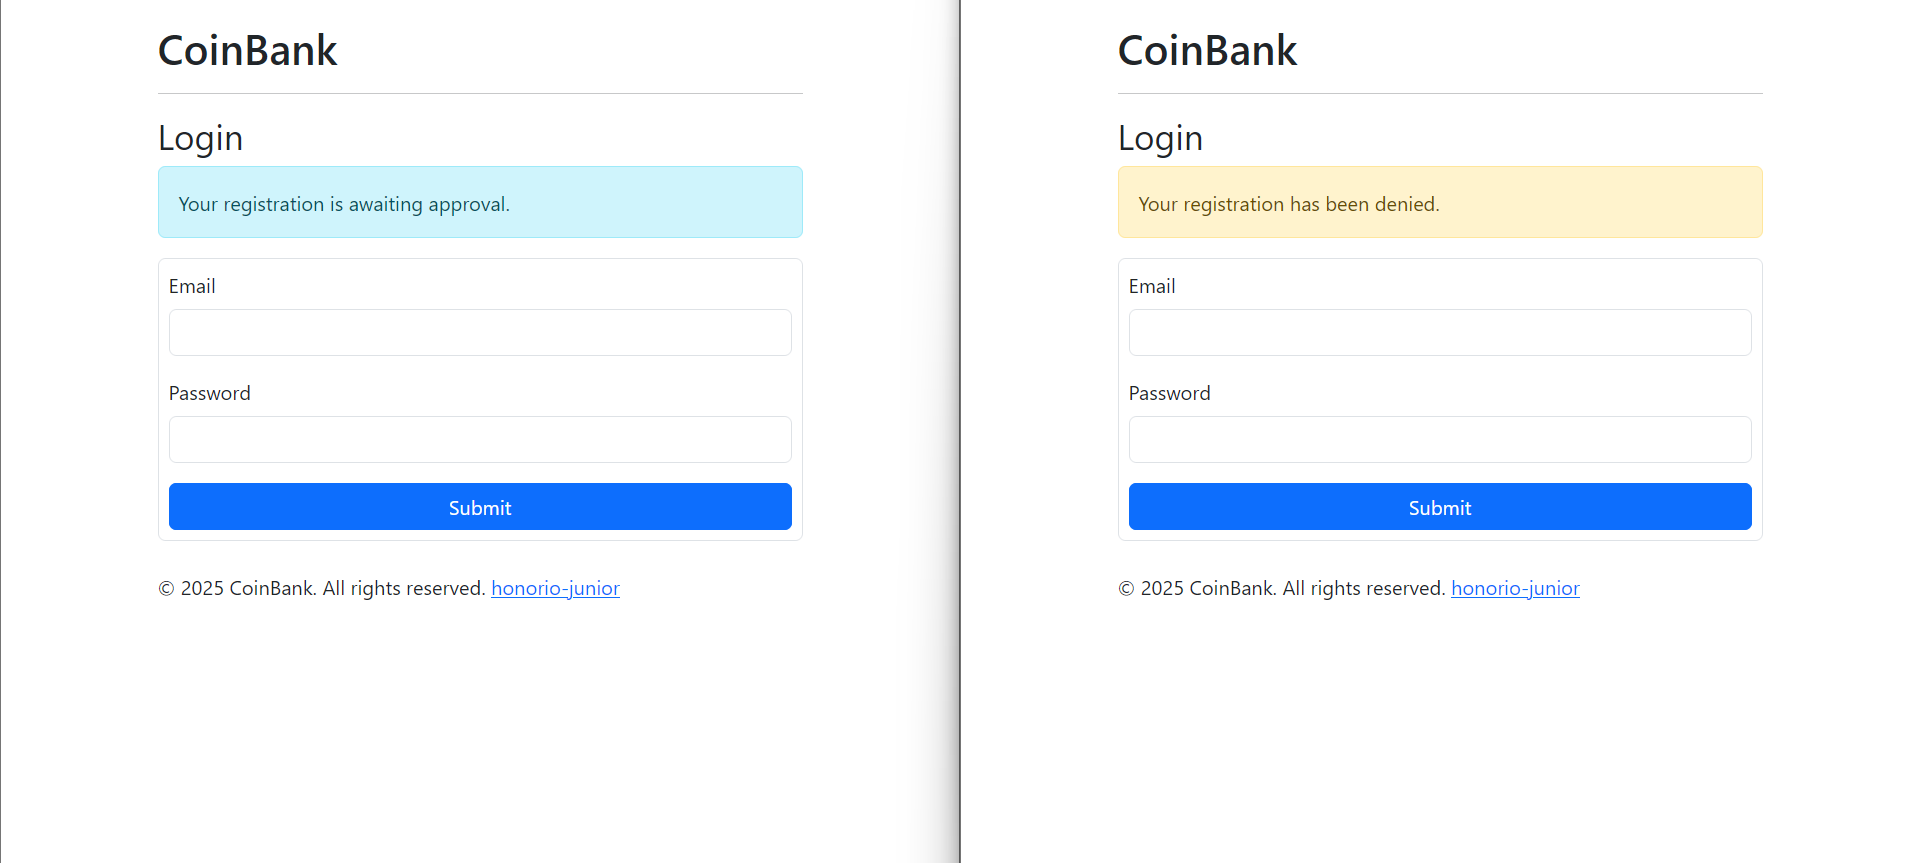 CoinBank
Login
Your registration is awaiting approval.
Email
Password
Submit
© 2025 CoinBank. All rights reserved. honorio-junior
CoinBank
Login
Your registration has been denied.
Email
Password
Submit
© 2025 CoinBank. All rights reserved. honorio-junior